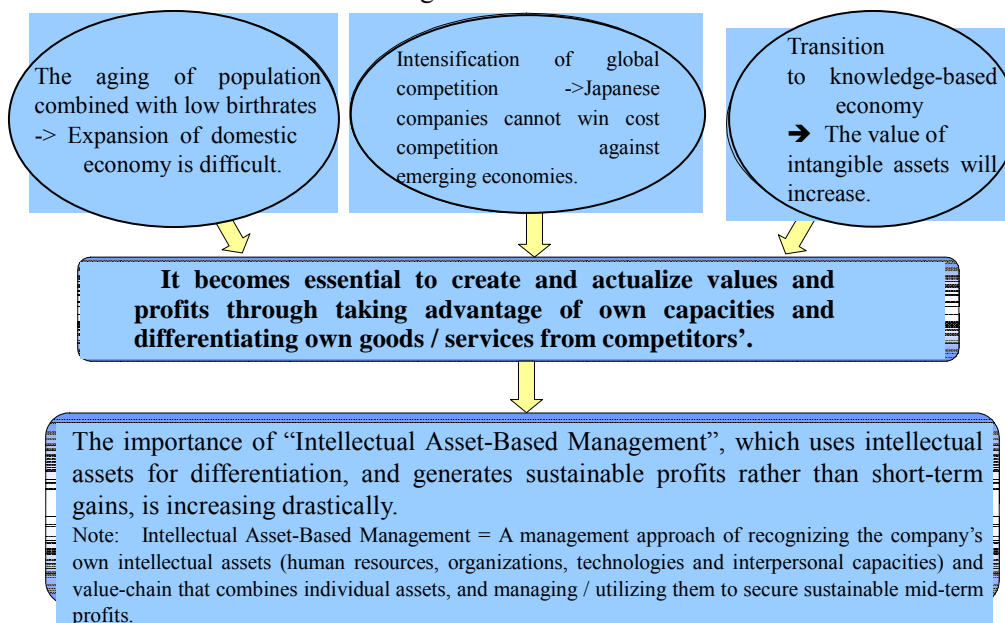 The aging of population
combined with low birthrates
-> Expansion of domestic
economy is difficult.
Intensification of global
competition ->Japanese
companies cannot win cost
competition against
emerging economies.
Transition
to knowledge-based
economy
➔ The value of
intangible assets will
increase.
It becomes essential to create and actualize values and
profits through taking advantage of own capacities and
differentiating own goods / services from competitors’.
The importance of “Intellectual Asset-Based Management”, which uses intellectual
assets for differentiation, and generates sustainable profits rather than short-term
gains, is increasing drastically.
Note: Intellectual Asset-Based Management = A management approach of recognizing the company’s
own intellectual assets (human resources, organizations, technologies and interpersonal capacities) and
value-chain that combines individual assets, and managing / utilizing them to secure sustainable mid-term
profits.